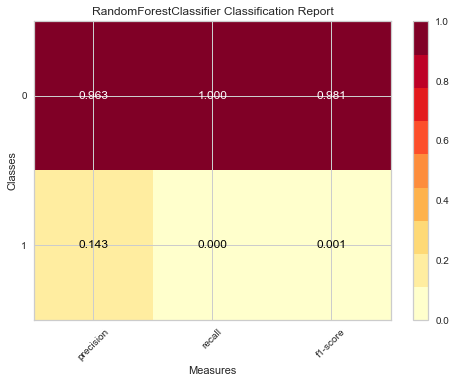 RandomForestClassifier Classification Report
1.0
0 0.963 1.000 0.981
0.8
0.6
Classes
0.4
1 0.143 0.000 0.001
0.2
0.0
precision recall f1-score
Measures